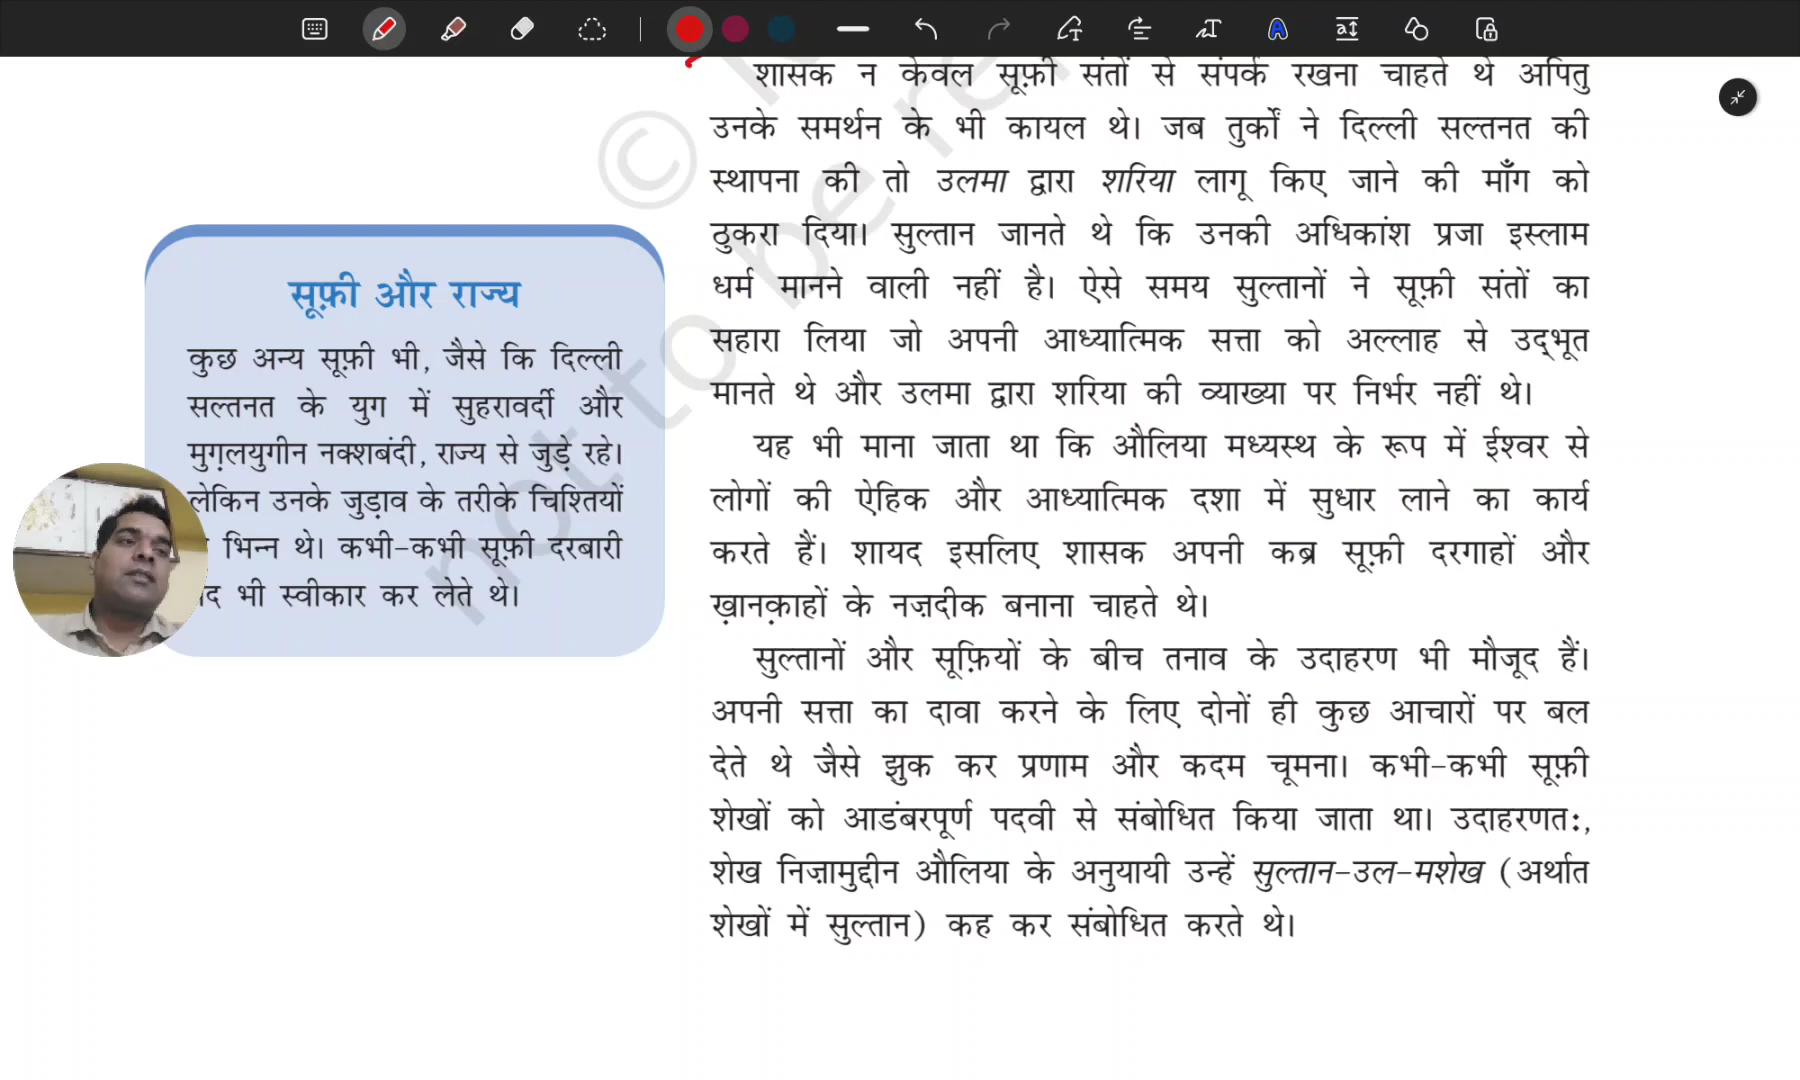 शासक न केवल सूफ़ी संतों से संपर्क रखना चाहते थे अपितु
उनके समर्थन के भी कायल थे। जब तुर्कों ने दिल्ली सल्तनत की
स्थापना की तो उलमा द्वारा शरिया लागू किए जाने की माँग को
ठुकरा दिया। सुल्तान जानते थे कि उनकी अधिकांश प्रजा इस्लाम
धर्म मानने वाली नहीं है। ऐसे समय सुल्तानों ने सूफ़ी संतों का
सहारा लिया जो अपनी आध्यात्मिक सत्ता को अल्लाह से उद्‌भूत
मानते थे और उलमा द्वारा शरिया की व्याख्या पर निर्भर नहीं थे।
यह भी माना जाता था कि औलिया मध्यस्थ के रूप में ईश्वर से
लोगों की ऐहिक और आध्यात्मिक दशा में सुधार लाने का कार्य
करते हैं। शायद इसलिए शासक अपनी कब्र सूफ़ी दरगाहों और
ख़ानक़ाहों के नज़दीक बनाना चाहते थे।
सुल्तानों और सूफ़ियों के बीच तनाव के उदाहरण भी मौजूद हैं।
अपनी सत्ता का दावा करने के लिए दोनों ही कुछ आचारों पर बल
देते थे जैसे झुक कर प्रणाम और कदम चूमना। कभी-कभी सूफ़ी
शेखों को आडंबरपूर्ण पदवी से संबोधित किया जाता था। उदाहरणतः,
शेख निज़ामुद्दीन औलिया के अनुयायी उन्हें सुल्तान-उल-मशेख (अर्थात
शेखों में सुल्तान) कह कर संबोधित करते थे।
सूफ़ी और राज्य
कुछ अन्य सूफ़ी भी, जैसे कि दिल्ली
सल्तनत के युग में सुहरावर्दी और
मुग़लयुगीन नक्शबंदी, राज्य से जुड़े रहे।
लेकिन उनके जुड़ाव के तरीके चिश्तियों
भिन्न थे। कभी-कभी सूफ़ी दरबारी
भी स्वीकार कर लेते थे।
©
not to be